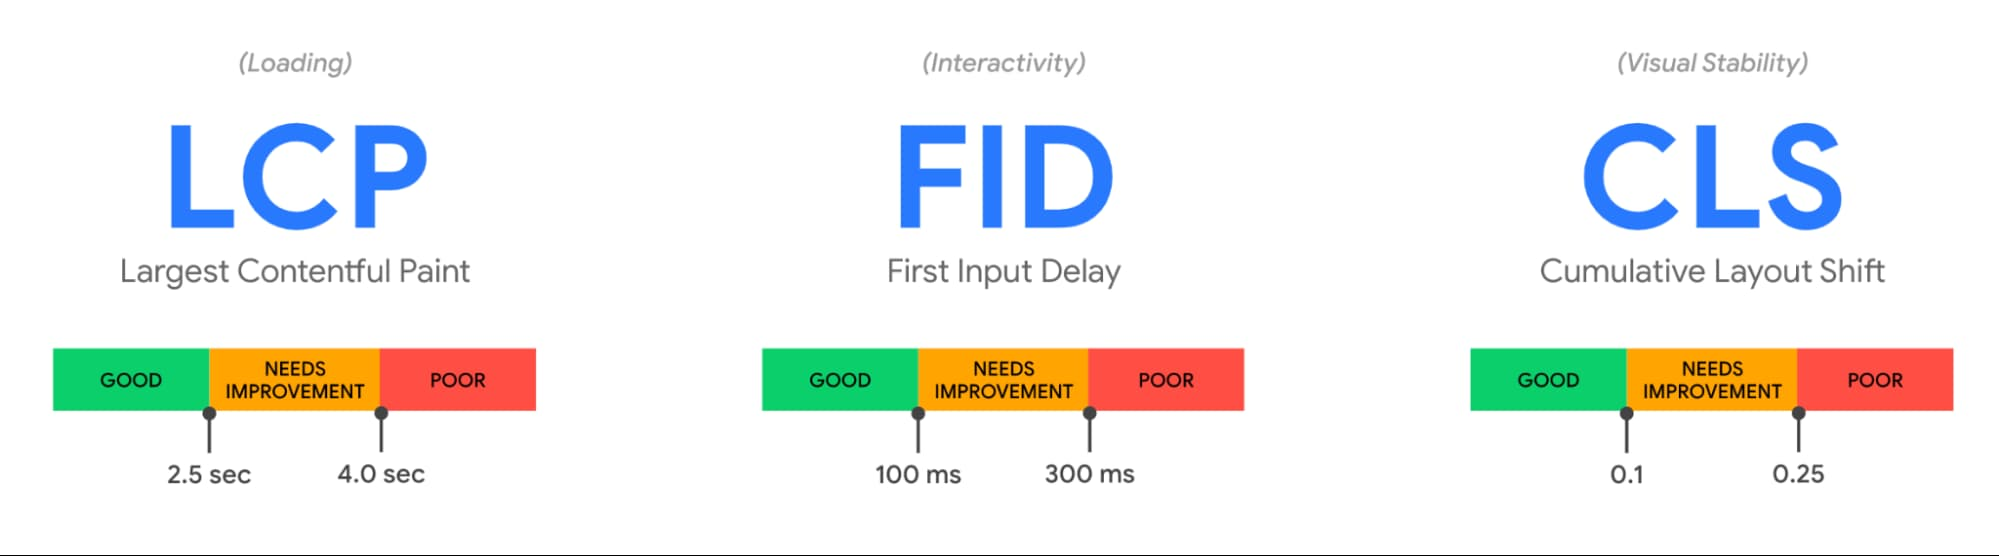 (Loading)
LCP
Largest Contentful Paint
GOOD
NEEDS
IMPROVEMENT
POOR
2.5 sec
4.0 sec
(Interactivity)
FID
First Input Delay
GOOD
NEEDS
IMPROVEMENT
POOR
100 ms
300 ms
(Visual Stability)
CLS
Cumulative Layout Shift
GOOD
NEEDS
IMPROVEMENT
POOR
0.1
0.25